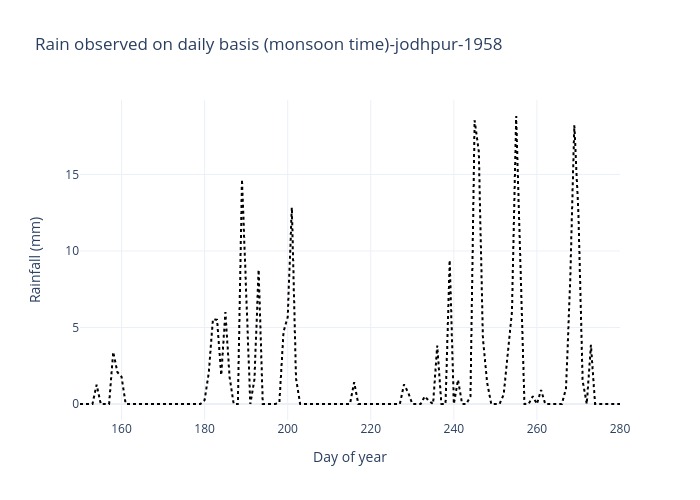 Rain observed on daily basis (monsoon time)-jodhpur-1958
15
10
5
0
160 180 200 220 240 260 280
Rainfall (mm)
Day of year